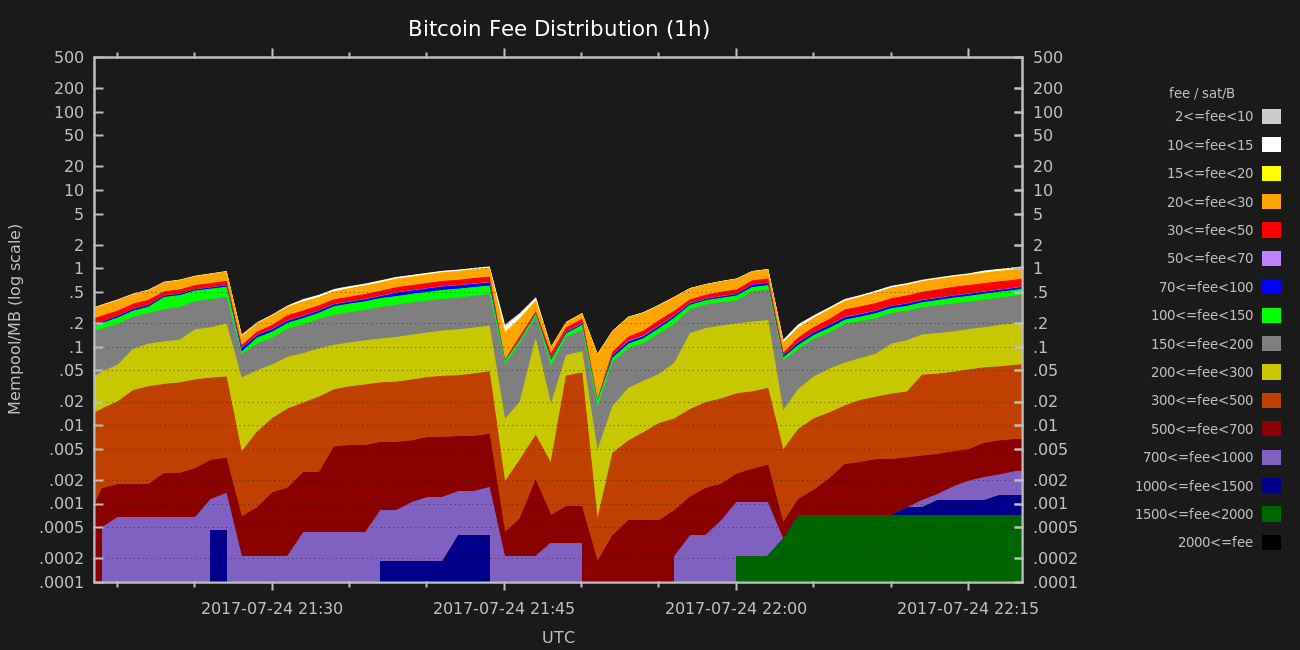 Bitcoin Fee Distribution (1h)
Mempool/MB (log scale)
500
200
100
50
20
10
5
2
1
.5
.2
.1
.05
.02
.01
.005
.002
.001
.0005
.0002
.0001
500
200
100
50
20
10
5
2
1
.5
.2
.1
.05
.02
.01
.005
.002
.001
.0005
.0002
.0001
2017-07-24 21:30 2017-07-24 21:45 2017-07-24 22:00 2017-07-24 22:15
UTC
fee / sat/B
2<=fee<10
10<=fee<15
15<=fee<20
20<=fee<30
30<=fee<50
50<=fee<70
70<=fee<100
100<=fee<150
150<=fee<200
200<=fee<300
300<=fee<500
500<=fee<700
700<=fee<1000
1000<=fee<1500
1500<=fee<2000
2000<=fee